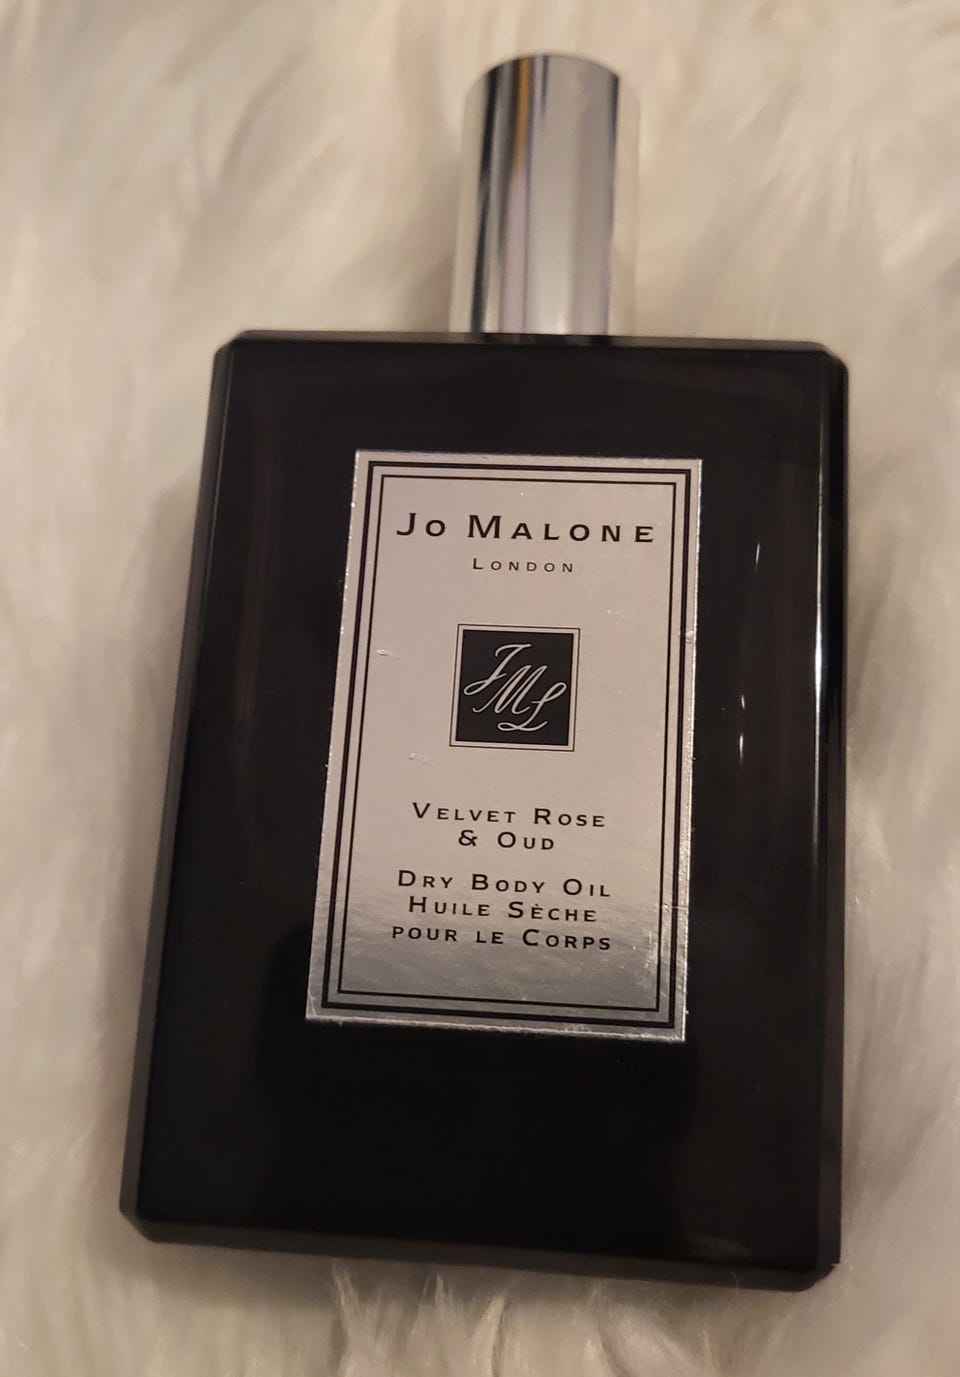 Jo Malone
London
JML
Velvet Rose
& Oud
Dry Body Oil
Huile Sèche
pour le Corps